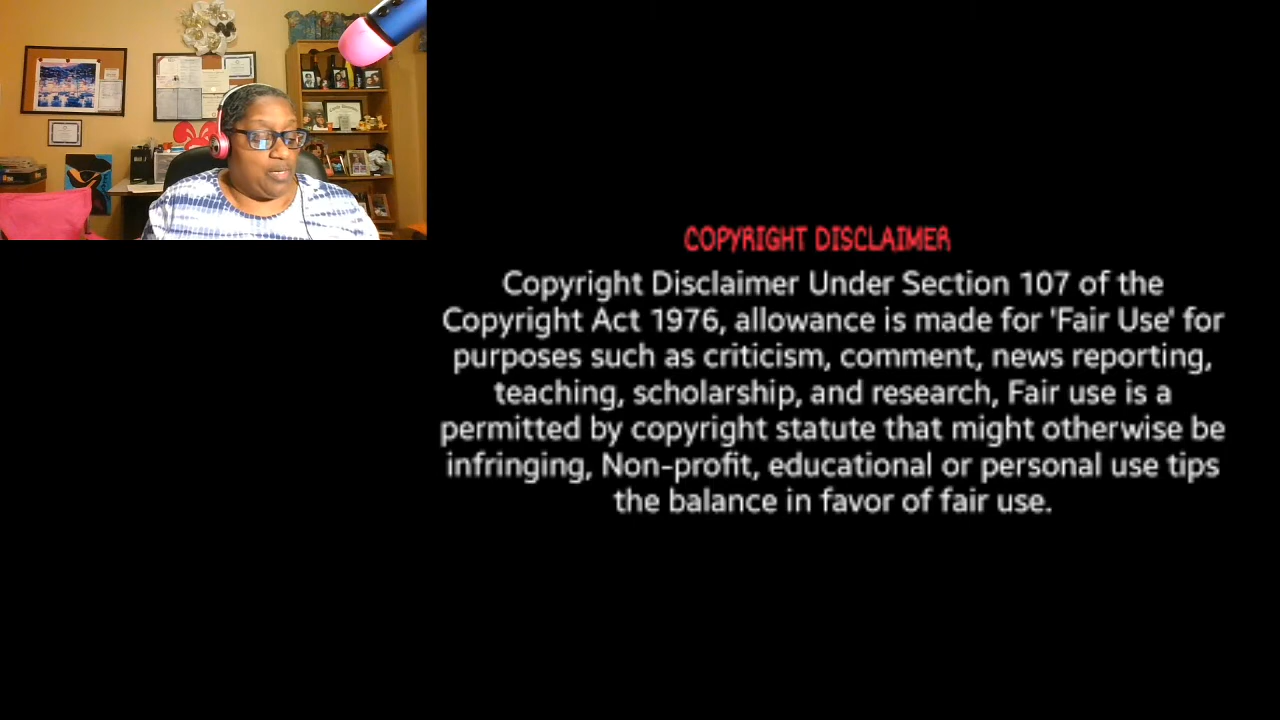 COPYRIGHT DISCLAIMER
Copyright Disclaimer Under Section 107 of the
Copyright Act 1976, allowance is made for 'Fair Use' for
purposes such as criticism, comment, news reporting,
teaching, scholarship, and research, Fair use is a
permitted by copyright statute that might otherwise be
infringing, Non-profit, educational or personal use tips
the balance in favor of fair use.